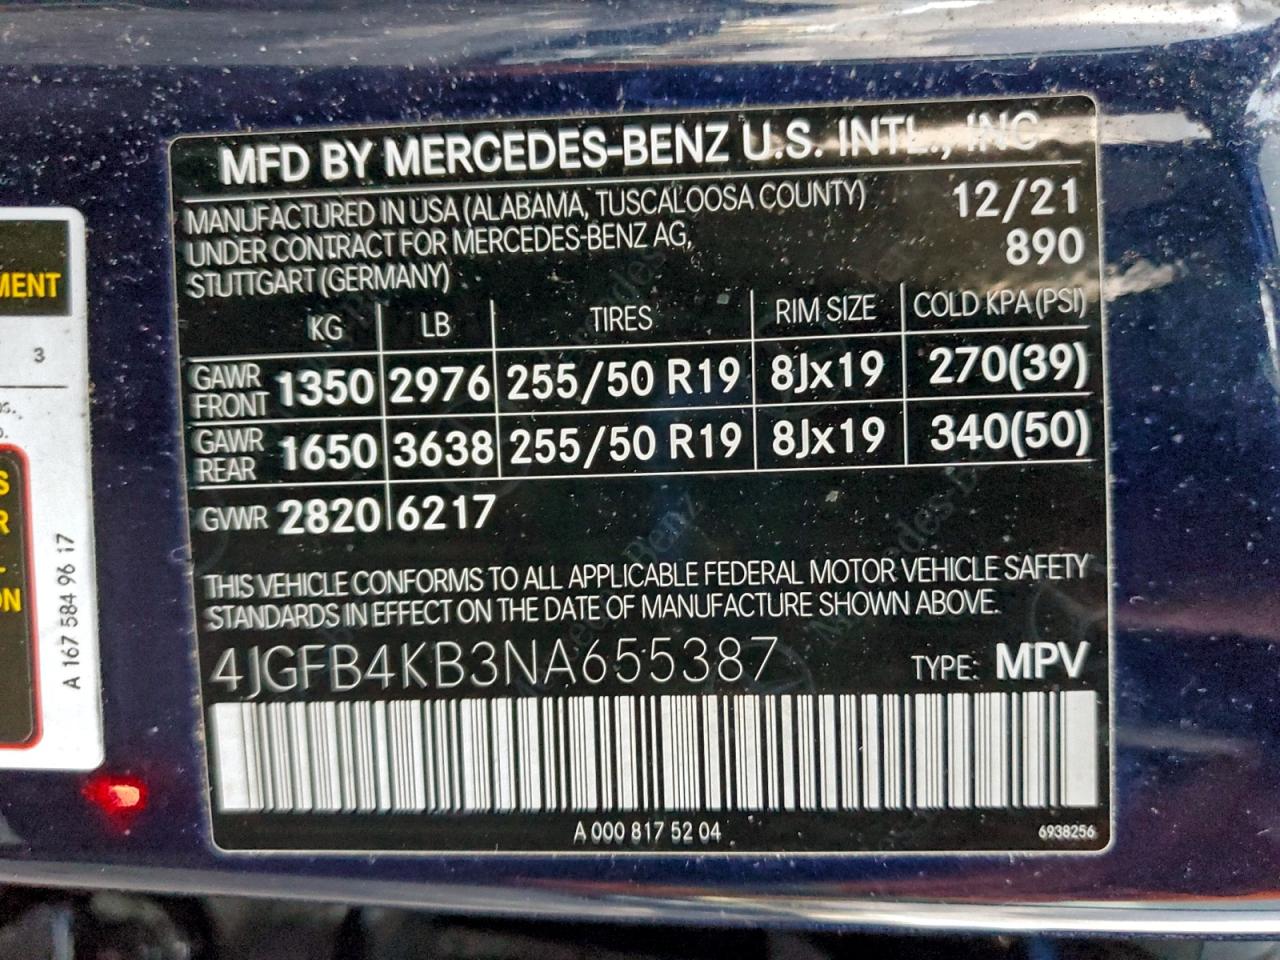 MFD BY MERCEDES-BENZ U.S. INTL., INC
MANUFACTURED IN USA (ALABAMA, TUSCALOOSA COUNTY) 12/21
UNDER CONTRACT FOR MERCEDES-BENZ AG, 890
STUTTGART (GERMANY)
KG LB TIRES RIM SIZE COLD KPA (PSI)
GAWR FRONT 1350 2976 255/50 R19 8Jx19 270(39)
GAWR REAR 1650 3638 255/50 R19 8Jx19 340(50)
GVWR 2820 6217
THIS VEHICLE CONFORMS TO ALL APPLICABLE FEDERAL MOTOR VEHICLE SAFETY
STANDARDS IN EFFECT ON THE DATE OF MANUFACTURE SHOWN ABOVE.
4JGFB4KB3NA655387 TYPE: MPV
A 000 817 52 04 6938256
MENT
3
A 167 584 96 17